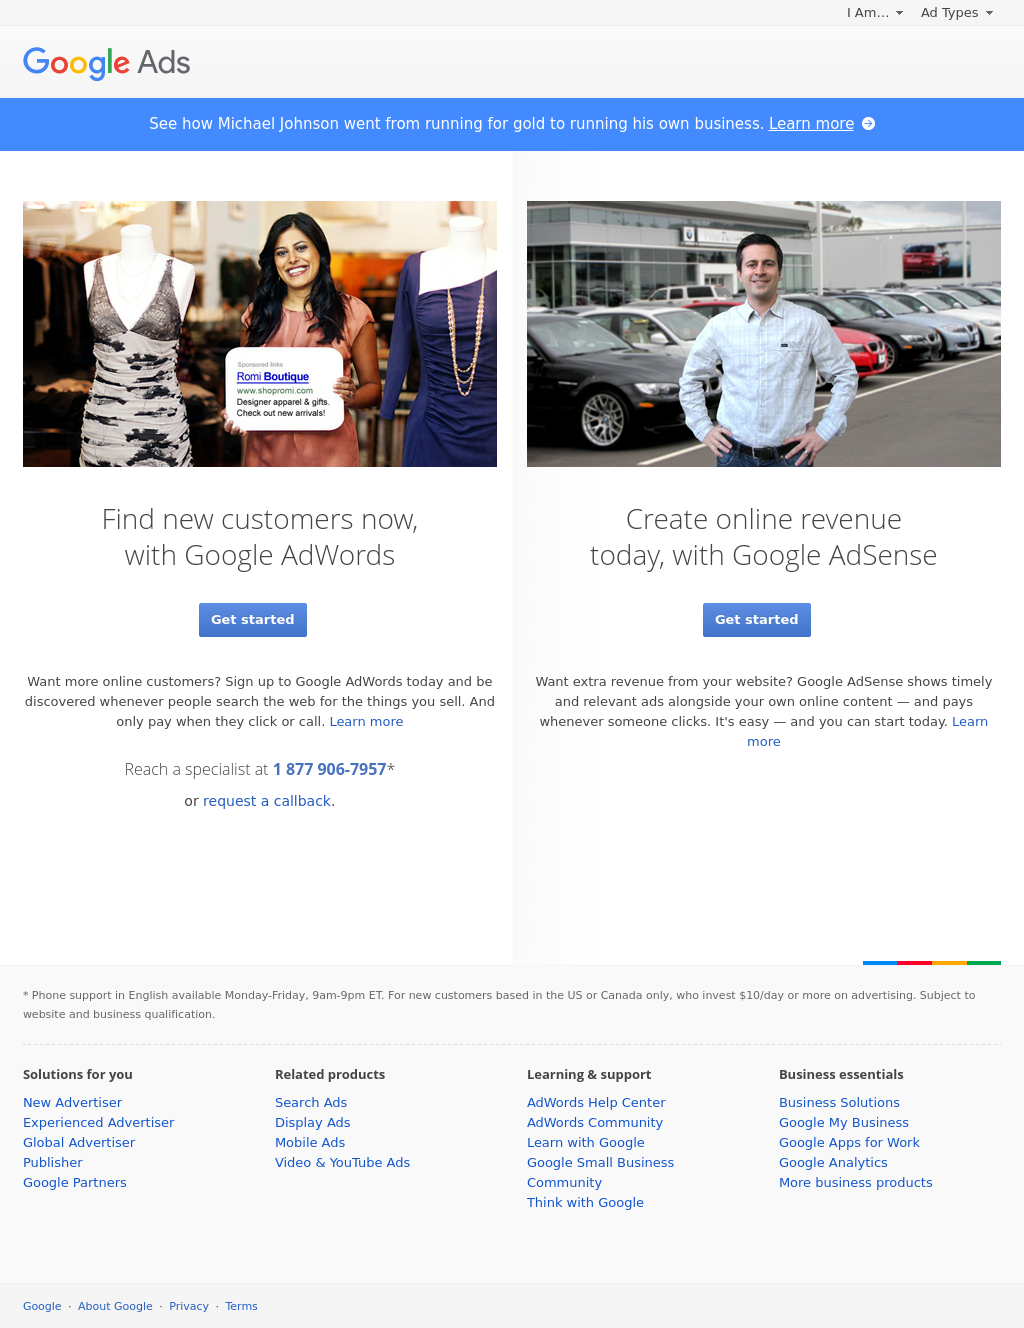 I Am... Ad Types
Google Ads
See how Michael Johnson went from running for gold to running his own business. Learn more
Sponsored links
Romi Boutique
www.shopromi.com
Designer apparel & gifts.
Check out new arrivals!
Find new customers now,
with Google AdWords
Get started
Want more online customers? Sign up to Google AdWords today and be
discovered whenever people search the web for the things you sell. And
only pay when they click or call. Learn more
Reach a specialist at 1 877 906-7957*
or request a callback.
Create online revenue
today, with Google AdSense
Get started
Want extra revenue from your website? Google AdSense shows timely
and relevant ads alongside your own online content — and pays
whenever someone clicks. It's easy — and you can start today. Learn
more
* Phone support in English available Monday-Friday, 9am-9pm ET. For new customers based in the US or Canada only, who invest $10/day or more on advertising. Subject to
website and business qualification.
Solutions for you
New Advertiser
Experienced Advertiser
Global Advertiser
Publisher
Google Partners
Related products
Search Ads
Display Ads
Mobile Ads
Video & YouTube Ads
Learning & support
AdWords Help Center
AdWords Community
Learn with Google
Google Small Business
Community
Think with Google
Business essentials
Business Solutions
Google My Business
Google Apps for Work
Google Analytics
More business products
Google · About Google · Privacy · Terms